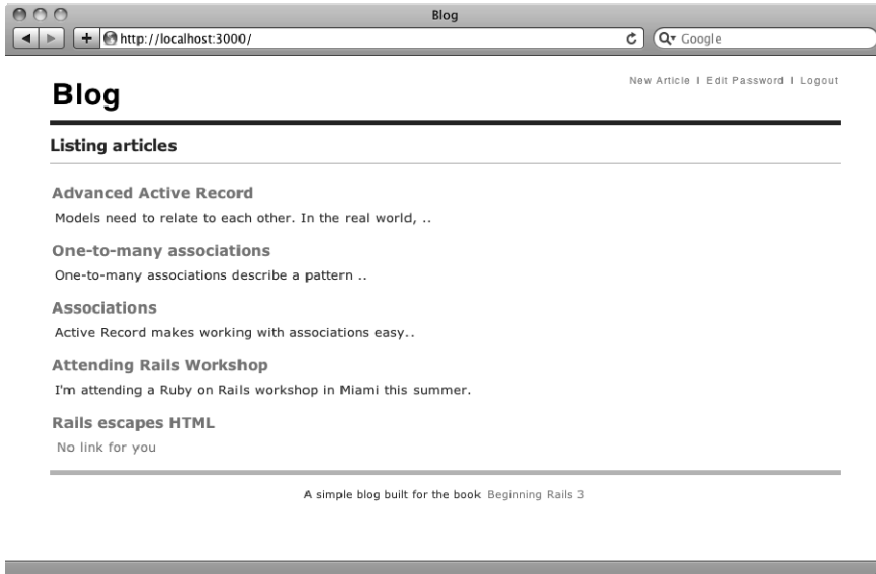 Blog
http://localhost:3000/
Google
New Article | Edit Password | Logout
Blog
Listing articles
Advanced Active Record
Models need to relate to each other. In the real world, ..
One-to-many associations
One-to-many associations describe a pattern ..
Associations
Active Record makes working with associations easy..
Attending Rails Workshop
I'm attending a Ruby on Rails workshop in Miami this summer.
Rails escapes HTML
No link for you
A simple blog built for the book Beginning Rails 3